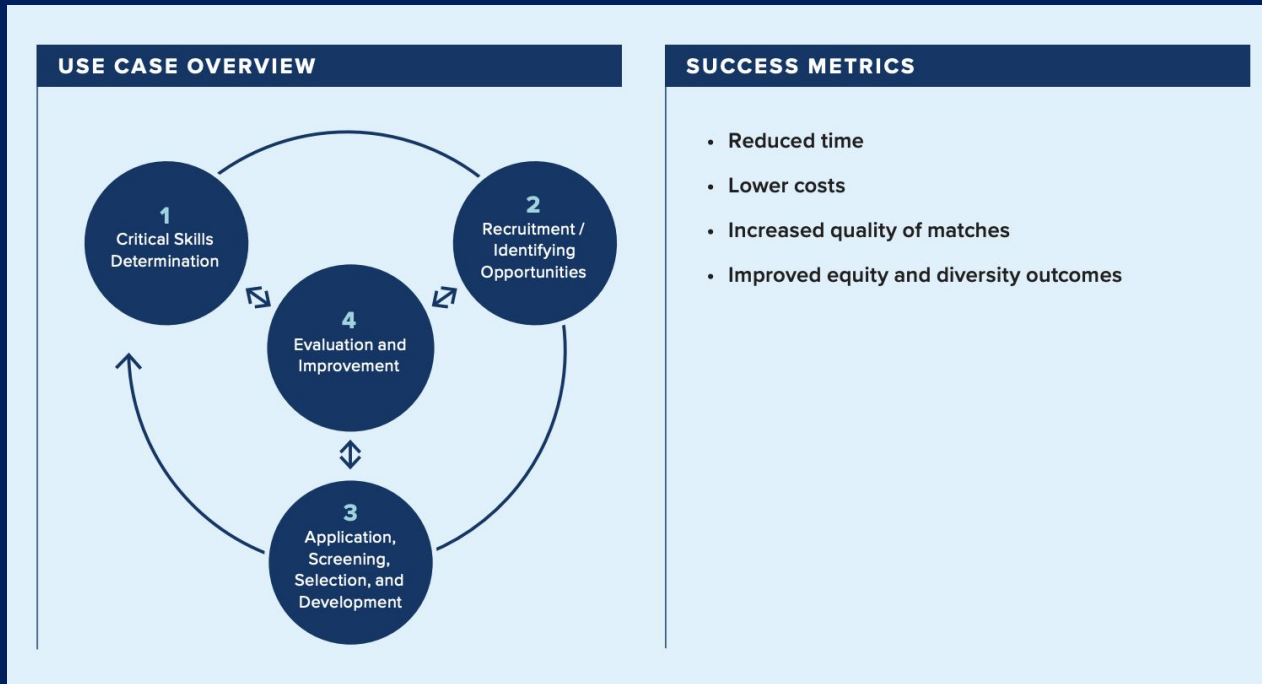 USE CASE OVERVIEW
1
Critical Skills
Determination
2
Recruitment /
Identifying
Opportunities
4
Evaluation and
Improvement
3
Application,
Screening,
Selection, and
Development
SUCCESS METRICS
• Reduced time
• Lower costs
• Increased quality of matches
• Improved equity and diversity outcomes